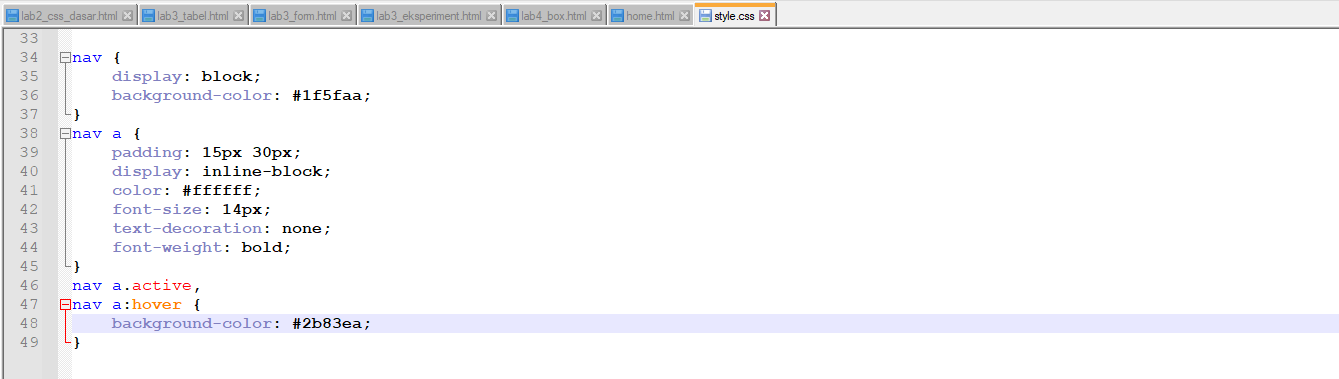 lab2_css_dasar.html lab3_tabel.html lab3_form.html lab3_eksperiment.html lab4_box.html home.html style.css
33
34 nav {
35     display: block;
36     background-color: #1f5faa;
37 }
38 nav a {
39     padding: 15px 30px;
40     display: inline-block;
41     color: #ffffff;
42     font-size: 14px;
43     text-decoration: none;
44     font-weight: bold;
45 }
46 nav a.active,
47 nav a:hover {
48     background-color: #2b83ea;
49 }